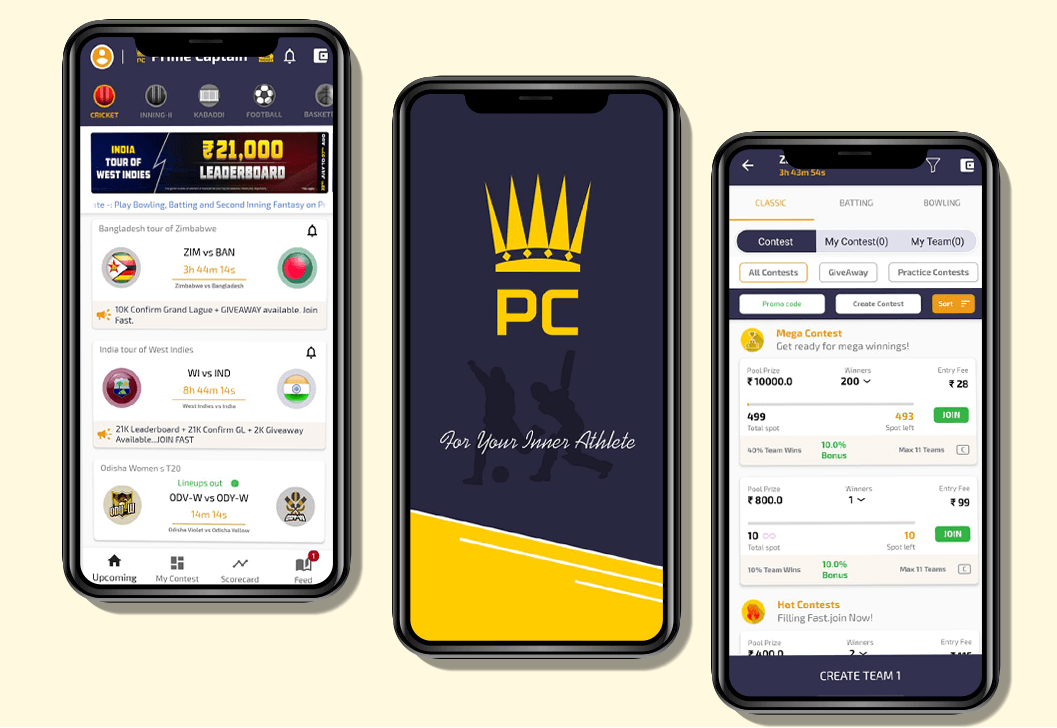 Prime Captain
CRICKET
INNING-II
KABADDI
FOOTBALL
INDIA
TOUR OF
WEST INDIES
₹21,000
LEADERBOARD
ate -: Play Bowling, Batting and Second Inning Fantasy on
Bangladesh tour of Zimbabwe
ZIM vs BAN
3h 44m 14s
Zimbabwe vs Bangladesh
10K Confirm Grand Lague + GIVEAWAY available. Join
Fast.
India tour of West Indies
WI vs IND
8h 44m 14s
West Indies vs India
21K Leaderboard + 21K Confirm GL + 2K Giveaway
Available...JOIN FAST
Odisha Women s T20
Lineups out
ODV-W vs ODY-W
14m 14s
Odisha Violet vs Odisha Yellow
Upcoming
My Contest
Scorecard
Feed
1
PC
For Your Inner Athlete
3h 43m 54s
CLASSIC
BATTING
BOWLING
Contest
My Contest(0)
My Team(0)
All Contests
GiveAway
Practice Contests
Promo code
Create Contest
Sort
Mega Contest
Get ready for mega winnings!
Pool Prize
Winners
Entry Fee
₹10000.0
200
₹ 28
499
493
JOIN
Total spot
Spot left
40% Team Wins
10.0%
Bonus
Max 11 Teams
C
Pool Prize
Winners
Entry Fee
₹ 800.0
1
₹ 99
10
10
JOIN
Total spot
Spot left
10% Team Wins
10.0%
Bonus
Max 11 Teams
C
Hot Contests
Filling Fast.join Now!
Pool Prize
Winners
Entry Fee
₹ 400.0
2
CREATE TEAM 1